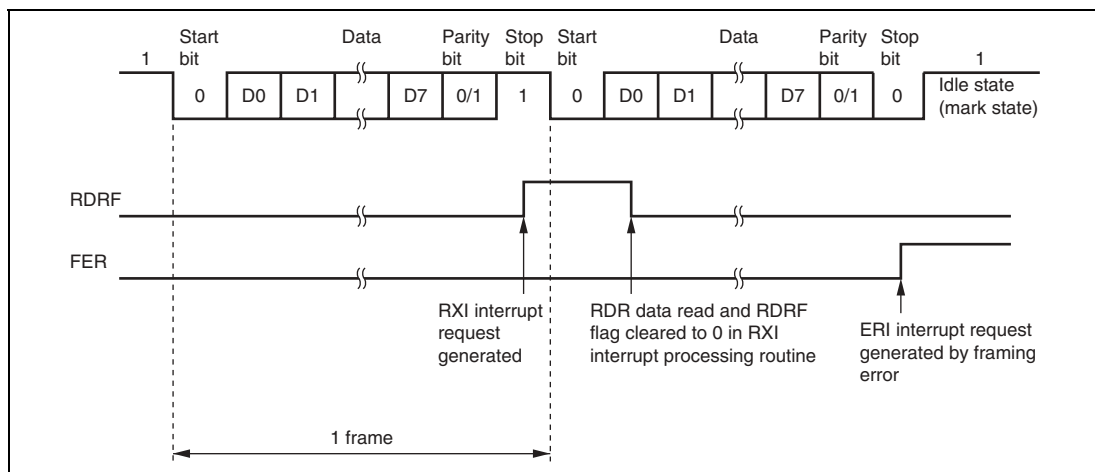 Start bit
Data
Parity bit
Stop bit
Start bit
Data
Parity bit
Stop bit
1
1
0
D0
D1
D7
0/1
1
0
D0
D1
D7
0/1
0
Idle state
(mark state)
RDRF
FER
RXI interrupt
request
generated
RDR data read and RDRF
flag cleared to 0 in RXI
interrupt processing routine
ERI interrupt request
generated by framing
error
1 frame